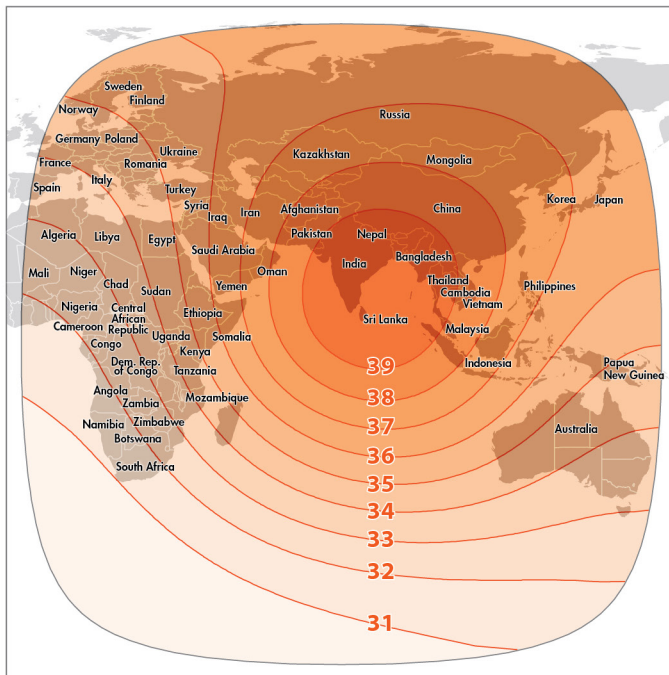 Sweden
Finland
Norway
Russia
Germany Poland
Ukraine
Kazakhstan
Mongolia
France
Romania
Spain
Italy
Turkey
Syria
Iraq
Iran
Afghanistan
China
Korea
Japan
Pakistan
Nepal
Algeria
Libya
Egypt
Saudi Arabia
Bangladesh
India
Oman
Mali
Niger
Chad
Sudan
Yemen
Thailand
Cambodia
Vietnam
Philippines
Nigeria
Central
African
Republic
Ethiopia
Sri Lanka
Cameroon
Congo
Uganda
Somalia
Malaysia
Kenya
Dem. Rep.
of Congo
Tanzania
Indonesia
Papua
New Guinea
39
Angola
Zambia
Mozambique
38
Namibia
Zimbabwe
Botswana
37
Australia
South Africa
36
35
34
33
32
31